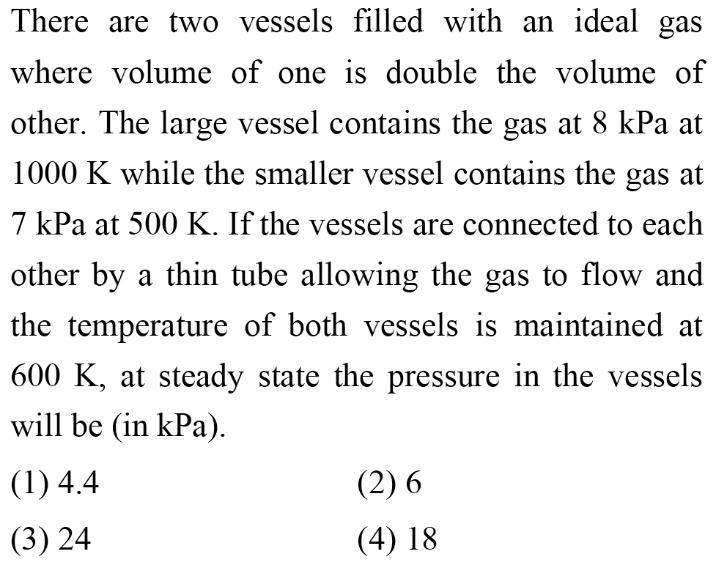 There are two vessels filled with an ideal gas
where volume of one is double the volume of
other. The large vessel contains the gas at 8 kPa at
1000 K while the smaller vessel contains the gas at
7 kPa at 500 K. If the vessels are connected to each
other by a thin tube allowing the gas to flow and
the temperature of both vessels is maintained at
600 K, at steady state the pressure in the vessels
will be (in kPa).
(1) 4.4 (2) 6
(3) 24 (4) 18